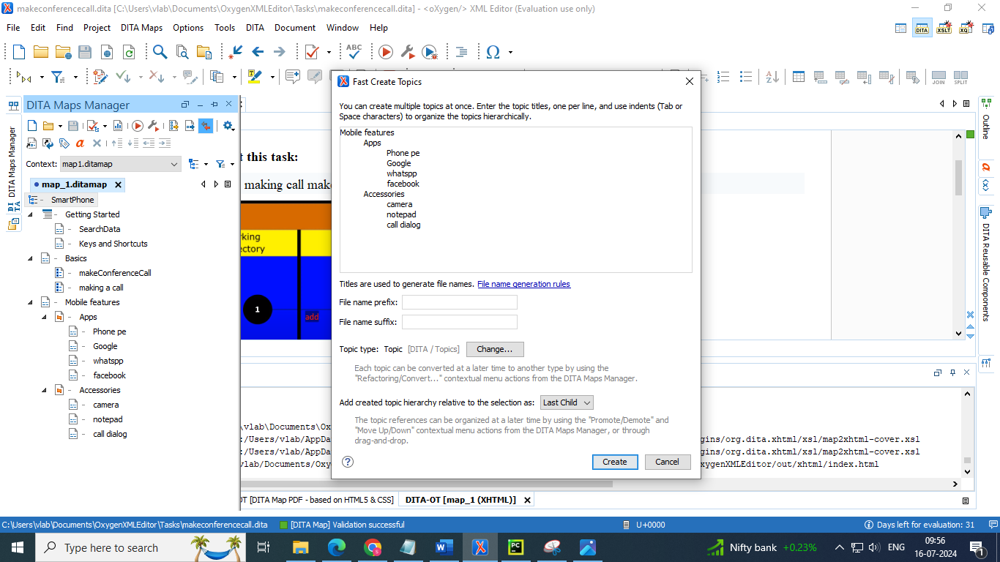 makeconferencecall.dita [C:\Users\vlab\Documents\OxygenXMLEditor\Tasks\makeconferencecall.dita] - <oXygen/> XML Editor (Evaluation use only)
File Edit Find Project DITA Maps Options Tools DITA Document Window Help
DITA XSLT XQ
ABC
JOIN SPLIT
DITA Maps Manager
DITA Maps Manager
Context: map1.ditamap
map_1.ditamap
SmartPhone
Getting Started
SearchData
Keys and Shortcuts
Basics
makeConferenceCall
making a call
Mobile features
Apps
Phone pe
Google
whatspp
facebook
Accessories
camera
notepad
call dialog
t this task:
making call mak
rking
ectory
1
add
Fast Create Topics
You can create multiple topics at once. Enter the topic titles, one per line, and use indents (Tab or
Space characters) to organize the topics hierarchically.
Mobile features
Apps
Phone pe
Google
whatspp
facebook
Accessories
camera
notepad
call dialog
Titles are used to generate file names. File name generation rules
File name prefix:
File name suffix:
Topic type: Topic [DITA / Topics] Change...
Each topic can be converted at a later time to another type by using the
"Refactoring/Convert..." contextual menu actions from the DITA Maps Manager.
Add created topic hierarchy relative to the selection as: Last Child
The topic references can be organized at a later time by using the "Promote/Demote" and
"Move Up/Down" contextual menu actions from the DITA Maps Manager, or through
drag-and-drop.
Create Cancel
Outline
DITA Reusable Components
\vlab\Documents\Ox
:/Users/vlab/AppDa gins/org.dita.xhtml/xsl/map2xhtml-cover.xsl
:/Users/vlab/AppDa gins/org.dita.xhtml/xsl/map2xhtml-cover.xsl
vlab/Documents/Oxy xygenXMLEditor/out/xhtml/index.html
OT [DITA Map PDF - based on HTML5 & CSS] DITA-OT [map_1 (XHTML)]
C:\Users\vlab\Documents\OxygenXMLEditor\Tasks\makeconferencecall.dita [DITA Map] Validation successful U+0000 Days left for evaluation: 31
Type here to search
Nifty bank +0.23% ENG 09:56
16-07-2024
1